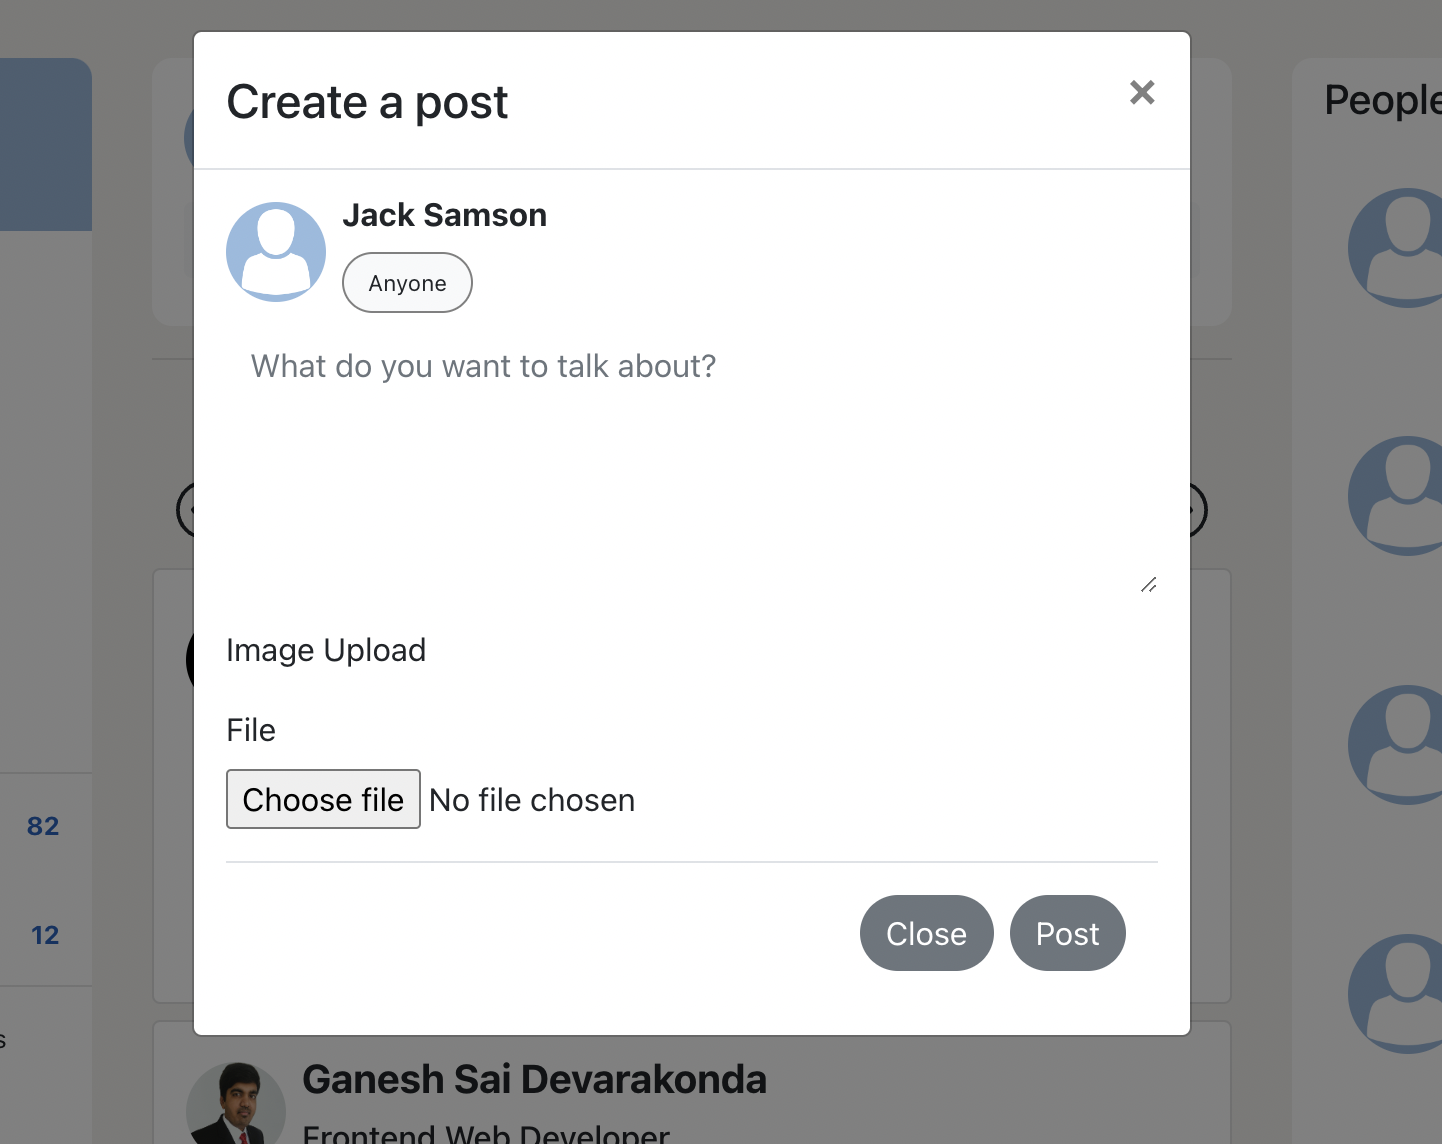 Create a post
×
People
Jack Samson
Anyone
What do you want to talk about?
Image Upload
File
Choose file No file chosen
82
12
Close Post
s
Ganesh Sai Devarakonda
Frontend Web Developer